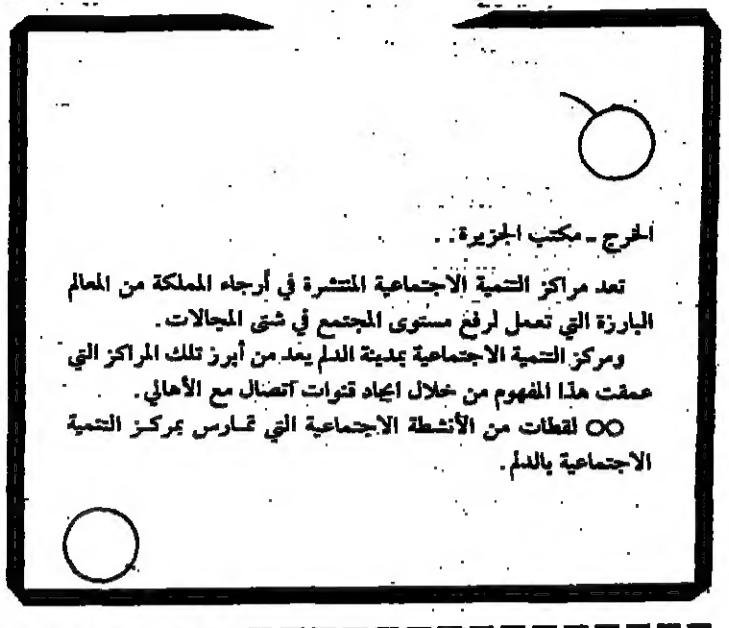 الخرج ـ مكتب الجزيرة . .
تعد مراكز التنمية الاجتماعية المنتشرة في أرجاء المملكة من المعالم
البارزة التي تعمل لرفع مستوى المجتمع في شتى المجالات .
ومركز التنمية الاجتماعية بمدينة الدلم يعد من أبرز تلك المراكز التي
عمقت هذا المفهوم من خلال ايجاد قنوات اتصال مع الأهالي .
○○ لقطات من الأنشطة الاجتماعية التي تمارس بمركز التنمية
الاجتماعية بالدلم .